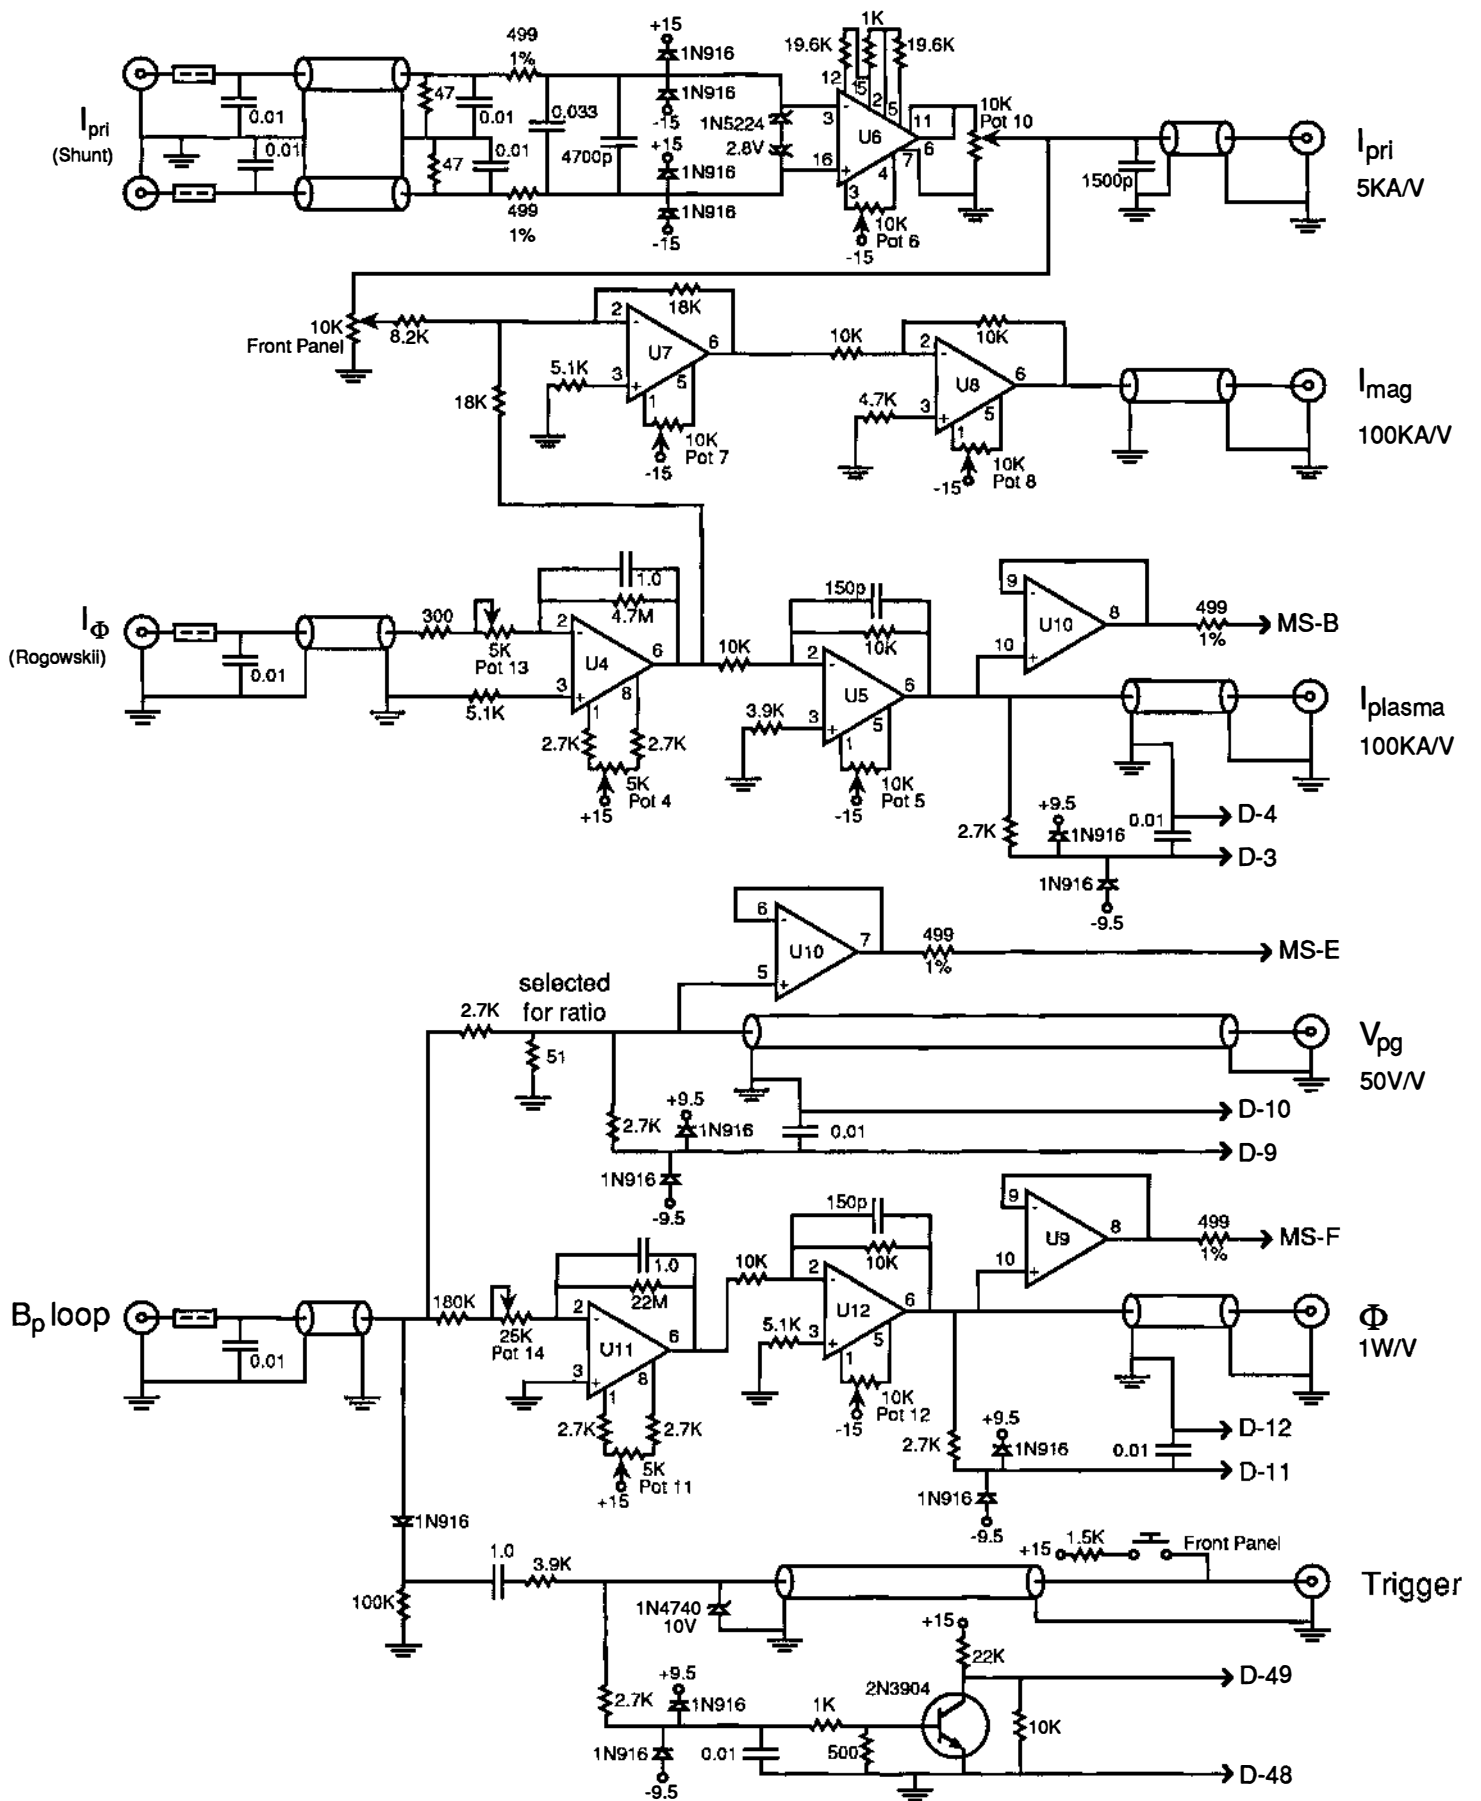 +15
499
1%
1N916
47
0.01
0.033
1N916
-15
+15
4700p
1N5224
2.8V
0.01
I pri
(Shunt)
0.01
47
0.01
499
1%
1N916
1N916
-15
1K
19.6K
19.6K
12
15
2
5
11
-
3
U6
6
16
+
7
4
3
10K
Pot 6
-15
10K
Pot 10
1500p
I pri
5KA/V
10K
Front Panel
8.2K
18K
2
-
U7
6
5.1K
3
+
5
1
10K
Pot 7
-15
18K
10K
10K
2
-
U8
6
4.7K
3
+
5
1
10K
Pot 8
-15
I mag
100KA/V
IΦ
(Rogowskii)
0.01
300
5K
Pot 13
5.1K
1.0
4.7M
2
-
U4
6
3
+
8
1
2.7K
2.7K
5K
Pot 4
+15
10K
150p
10K
2
-
U5
6
3.9K
3
+
5
1
10K
Pot 5
-15
9
-
U10
8
10
+
499
1%
MS-B
I plasma
100KA/V
2.7K
+9.5
1N916
0.01
D-4
D-3
1N916
-9.5
6
-
U10
7
5
+
499
1%
MS-E
selected
for ratio
2.7K
51
V pg
50V/V
2.7K
+9.5
1N916
0.01
D-10
D-9
1N916
-9.5
Bp loop
0.01
180K
25K
Pot 14
1.0
22M
2
-
U11
6
3
+
8
1
2.7K
2.7K
5K
Pot 11
+15
10K
150p
10K
2
-
U12
6
5.1K
3
+
5
1
10K
Pot 12
-15
9
-
U9
8
10
+
499
1%
MS-F
Φ
1W/V
2.7K
+9.5
1N916
0.01
D-12
D-11
1N916
-9.5
1N916
100K
1.0
3.9K
1N4740
10V
+15
1.5K
Front Panel
Trigger
2.7K
+9.5
1N916
1N916
-9.5
0.01
1K
500
2N3904
+15
22K
10K
D-49
D-48